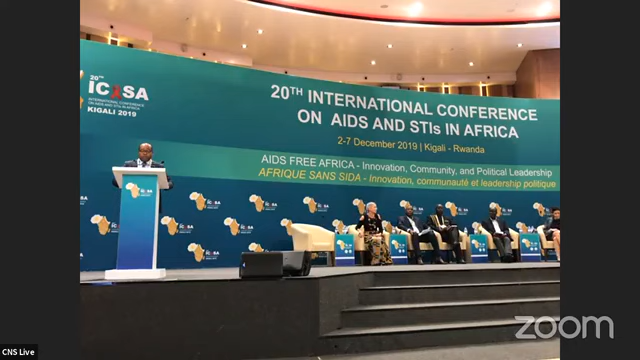 20TH
ICASA
INTERNATIONAL CONFERENCE
ON AIDS AND STIs IN AFRICA
KIGALI 2019
20TH INTERNATIONAL CONFERENCE
ON AIDS AND STIs IN AFRICA
2-7 December 2019 | Kigali - Rwanda
AIDS FREE AFRICA - Innovation, Community, and Political Leadership
AFRIQUE SANS SIDA - Innovation, communauté et leadership politique
CNS Live
zoom